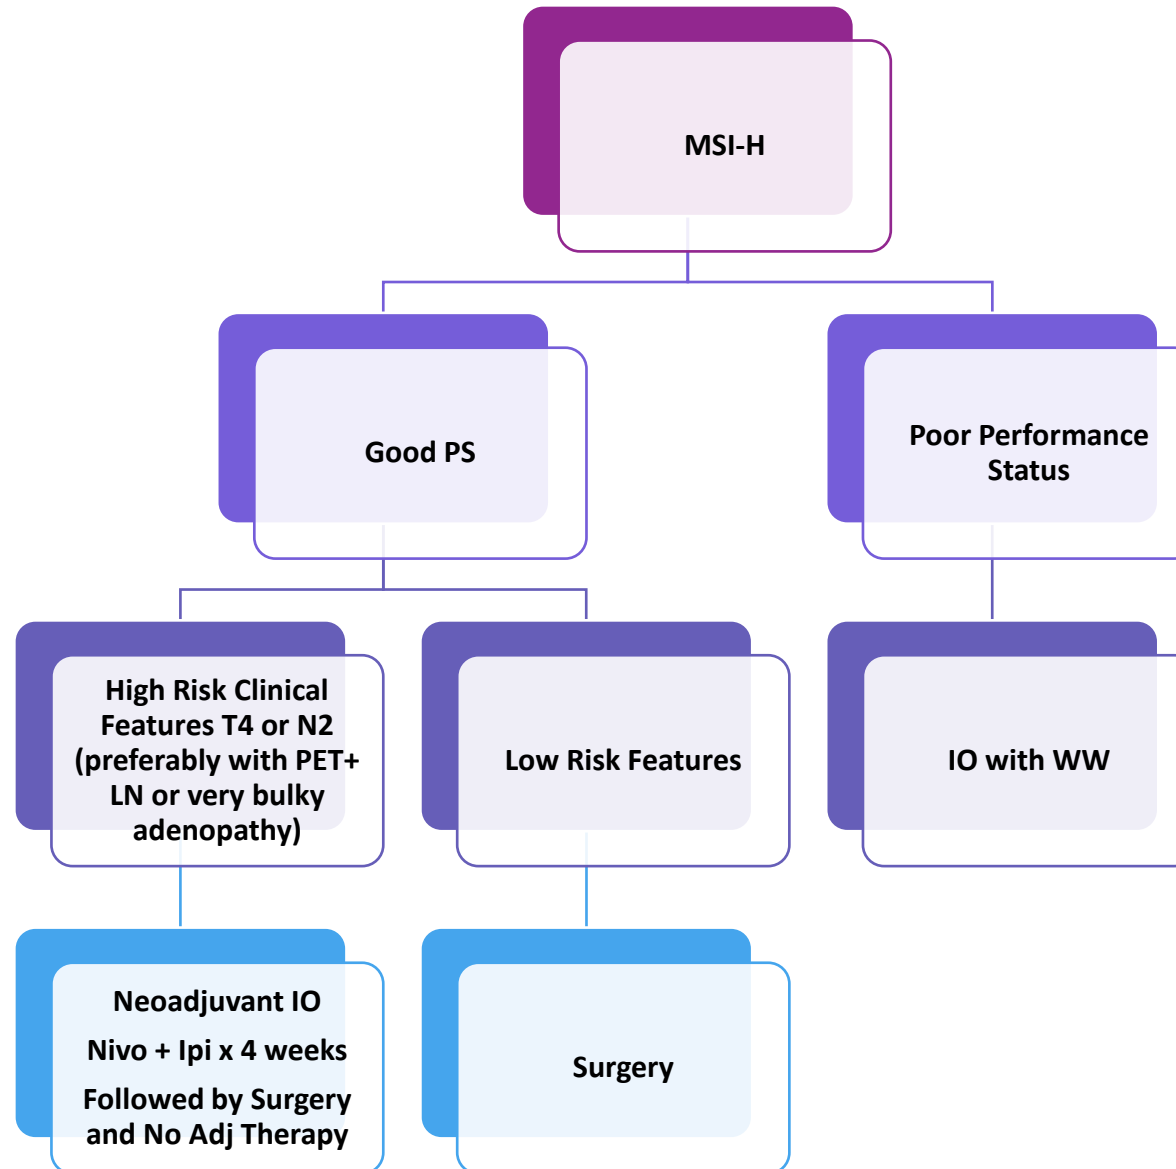 MSI-H
Good PS
Poor Performance
Status
High Risk Clinical
Features T4 or N2
(preferably with PET+
LN or very bulky
adenopathy)
Low Risk Features
IO with WW
Neoadjuvant IO
Nivo + Ipi x 4 weeks
Followed by Surgery
and No Adj Therapy
Surgery